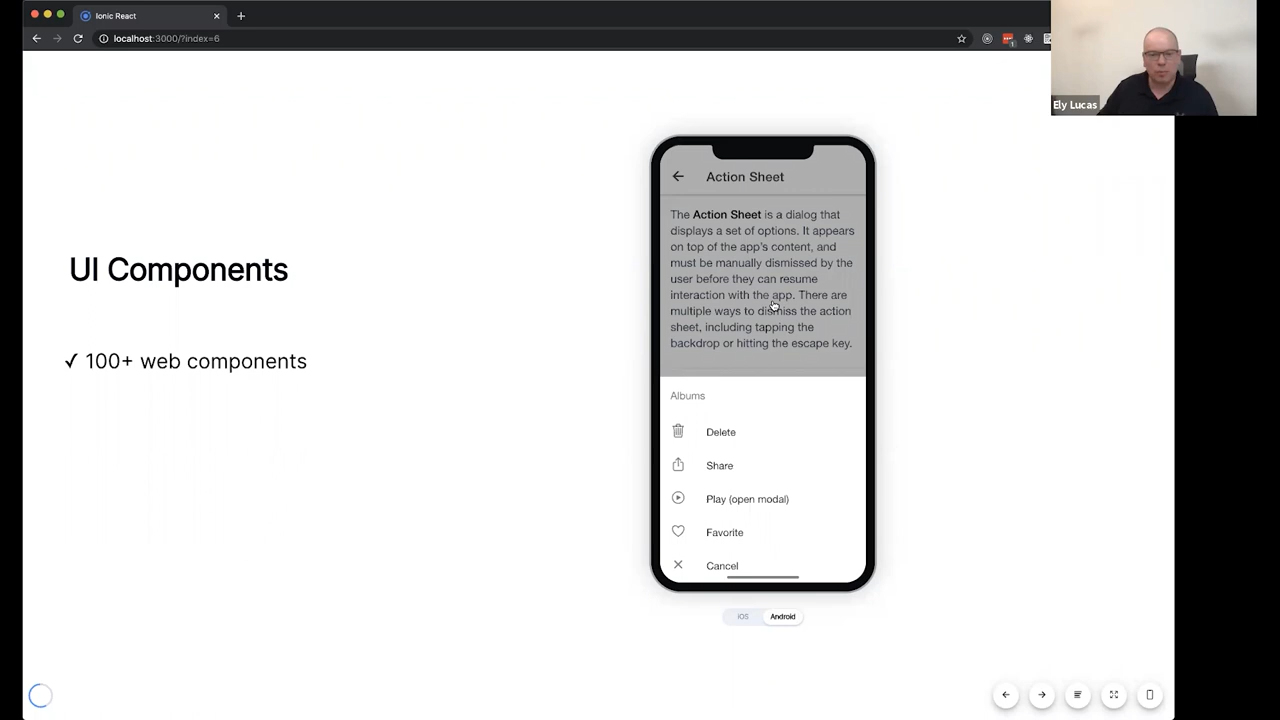 Ionic React
localhost:3000/?index=6
1
Ely Lucas
UI Components
✓ 100+ web components
Action Sheet
The Action Sheet is a dialog that
displays a set of options. It appears
on top of the app's content, and
must be manually dismissed by the
user before they can resume
interaction with the app. There are
multiple ways to dismiss the action
sheet, including tapping the
backdrop or hitting the escape key.
Albums
Delete
Share
Play (open modal)
Favorite
Cancel
iOS
Android